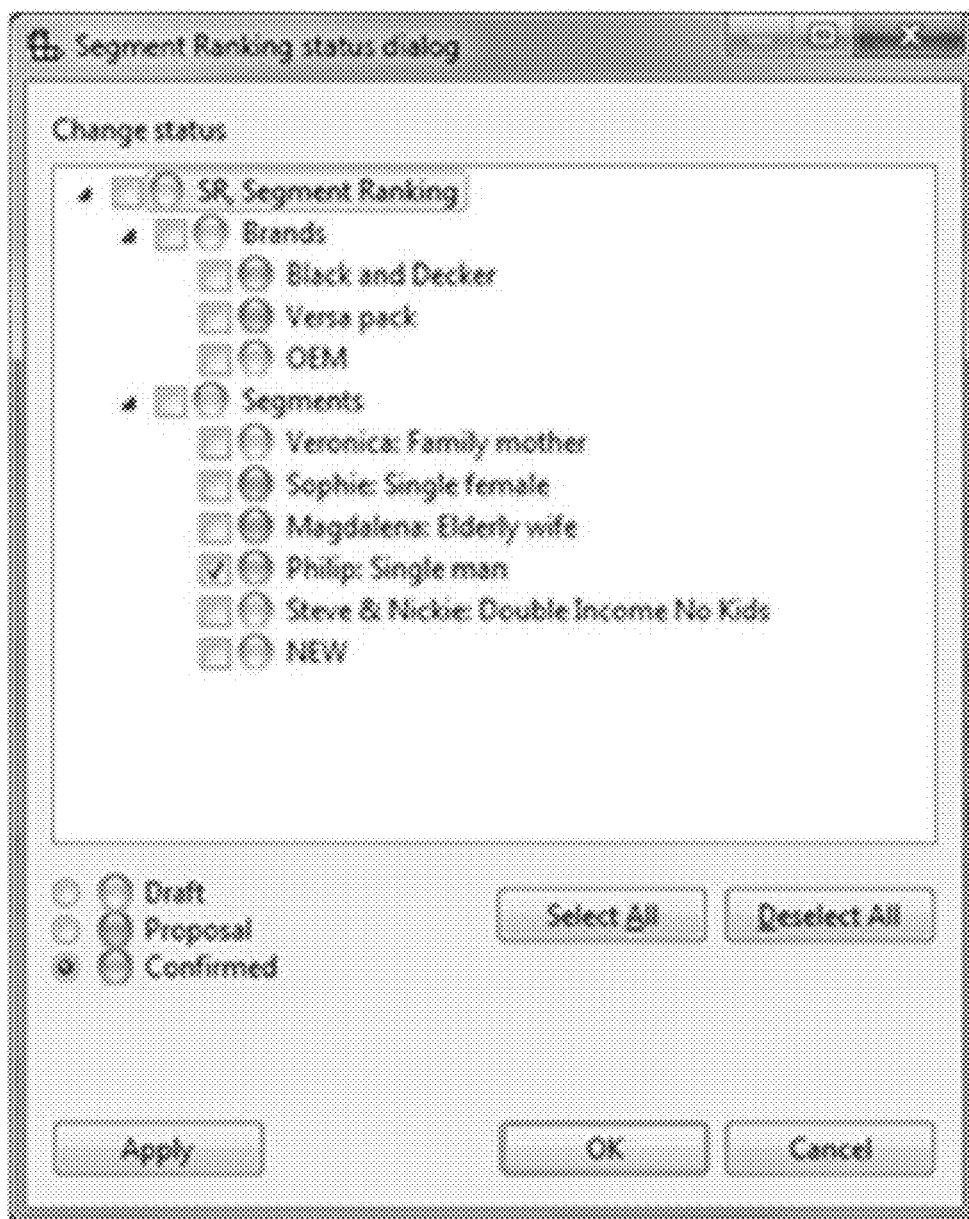 Segment Ranking status dialog
Change status
SR, Segment Ranking
Brands
Black and Decker
Versa pack
OEM
Segments
Veronica: Family mother
Sophie: Single female
Magdalena: Elderly wife
Philip: Single man
Steve & Nickie: Double Income No Kids
NEW
Draft
Proposal
Confirmed
Select All
Deselect All
Apply
OK
Cancel